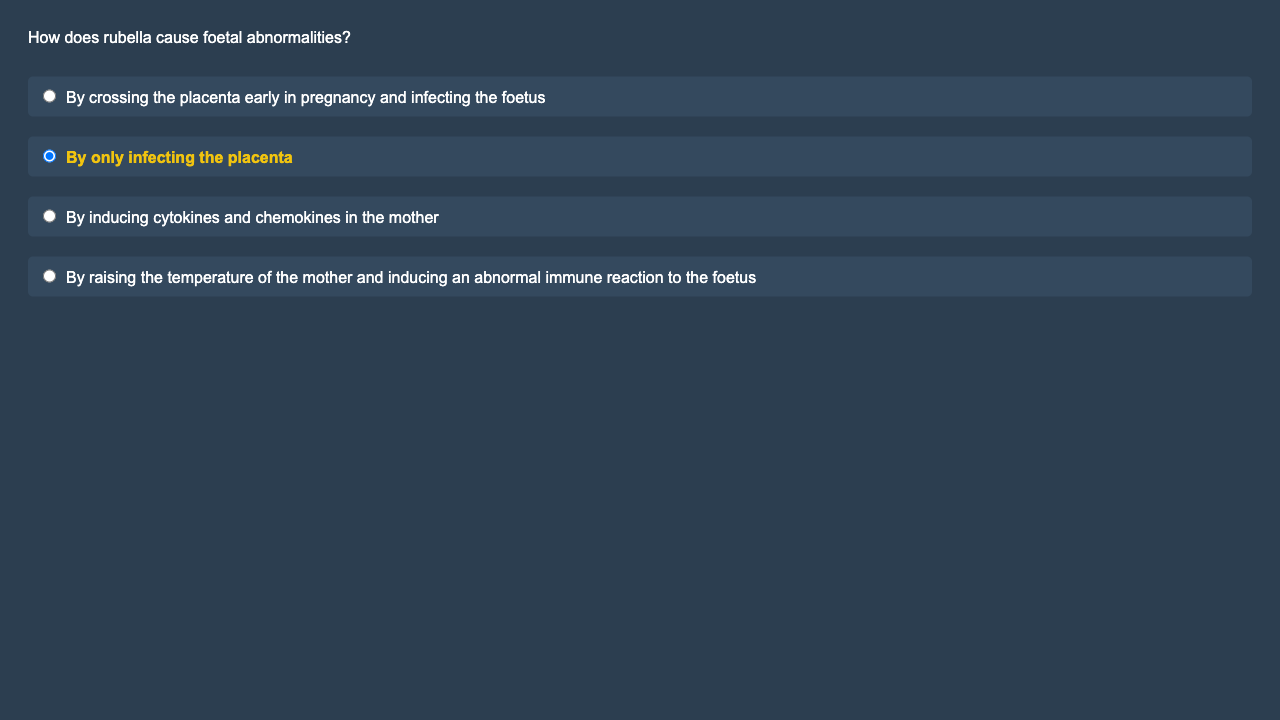 How does rubella cause foetal abnormalities?
By crossing the placenta early in pregnancy and infecting the foetus
By only infecting the placenta
By inducing cytokines and chemokines in the mother
By raising the temperature of the mother and inducing an abnormal immune reaction to the foetus